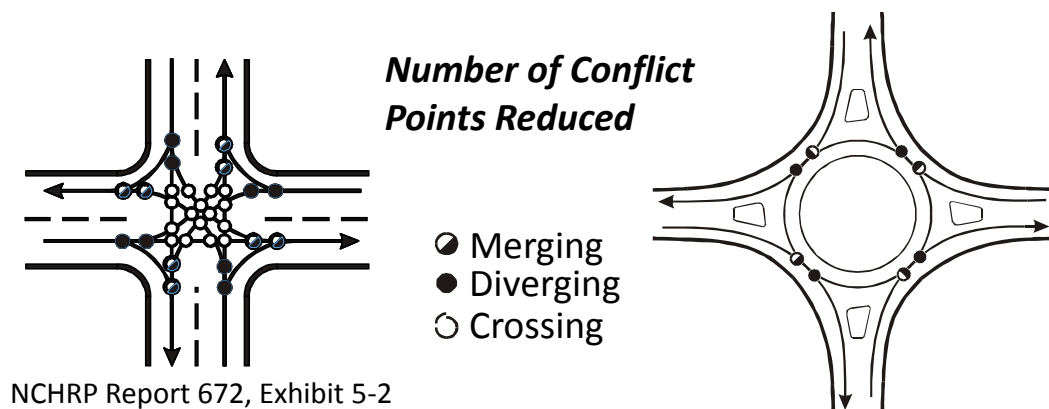 Number of Conflict
Points Reduced
Merging
Diverging
Crossing
NCHRP Report 672, Exhibit 5-2